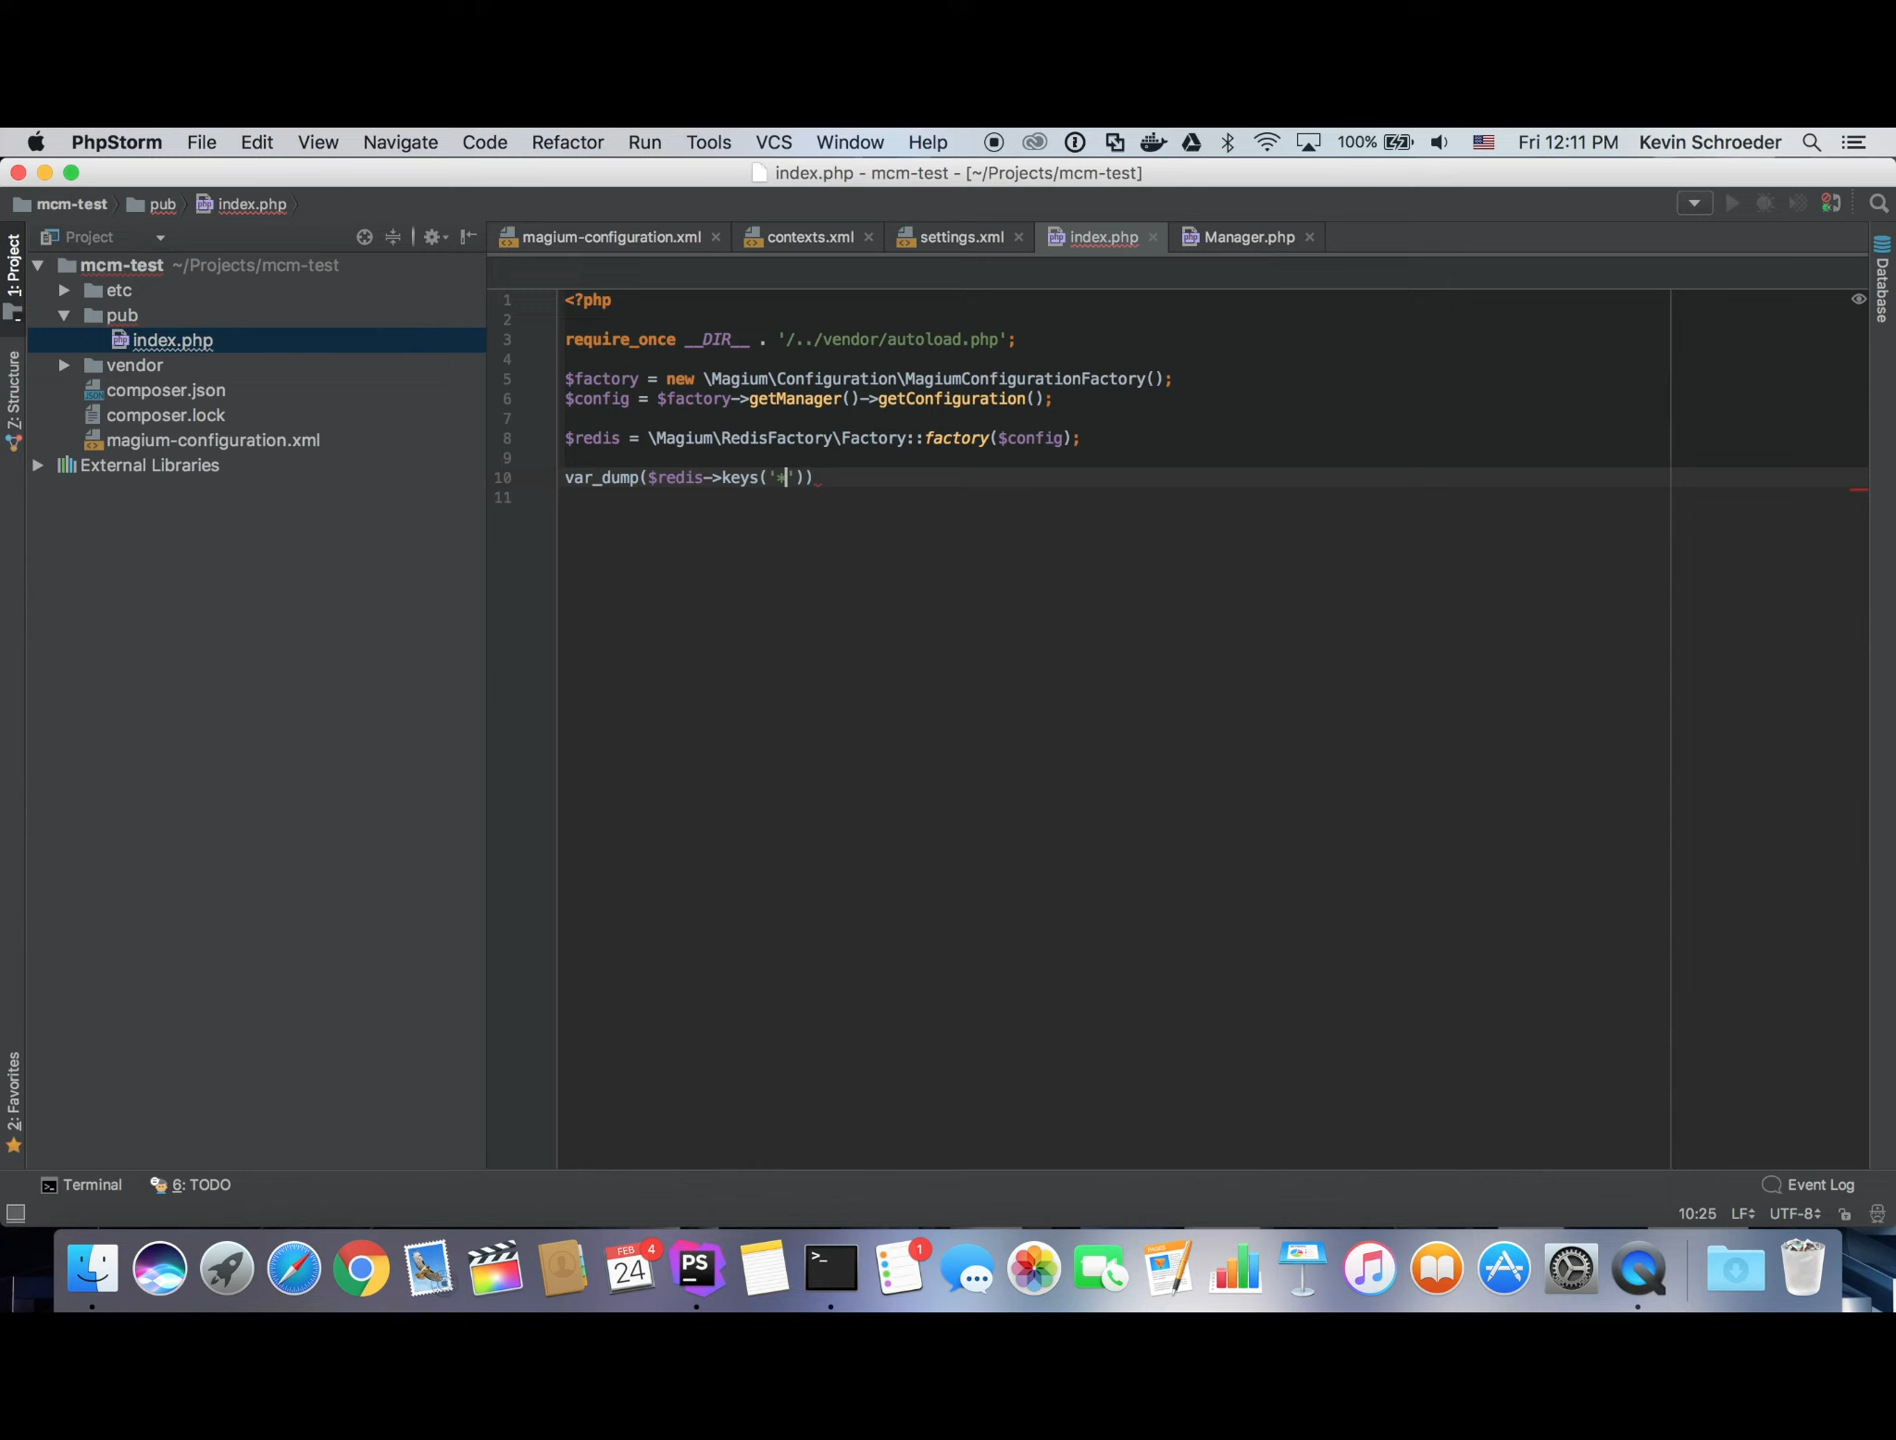 PhpStorm File Edit View Navigate Code Refactor Run Tools VCS Window Help 100% Fri 12:11 PM Kevin Schroeder
index.php - mcm-test - [~/Projects/mcm-test]
mcm-test pub index.php
1: Project
Project
magium-configuration.xml contexts.xml settings.xml index.php Manager.php
Database
mcm-test ~/Projects/mcm-test
etc
pub
index.php
vendor
composer.json
composer.lock
magium-configuration.xml
External Libraries
7: Structure
2: Favorites
1 <?php
2
3 require_once __DIR__ . '/../vendor/autoload.php';
4
5 $factory = new \Magium\Configuration\MagiumConfigurationFactory();
6 $config = $factory->getManager()->getConfiguration();
7
8 $redis = \Magium\RedisFactory\Factory::factory($config);
9
10 var_dump($redis->keys('*'))
11
Terminal 6: TODO Event Log
10:25 LF UTF-8
FEB 4
24
PS
>_
1
PAGES